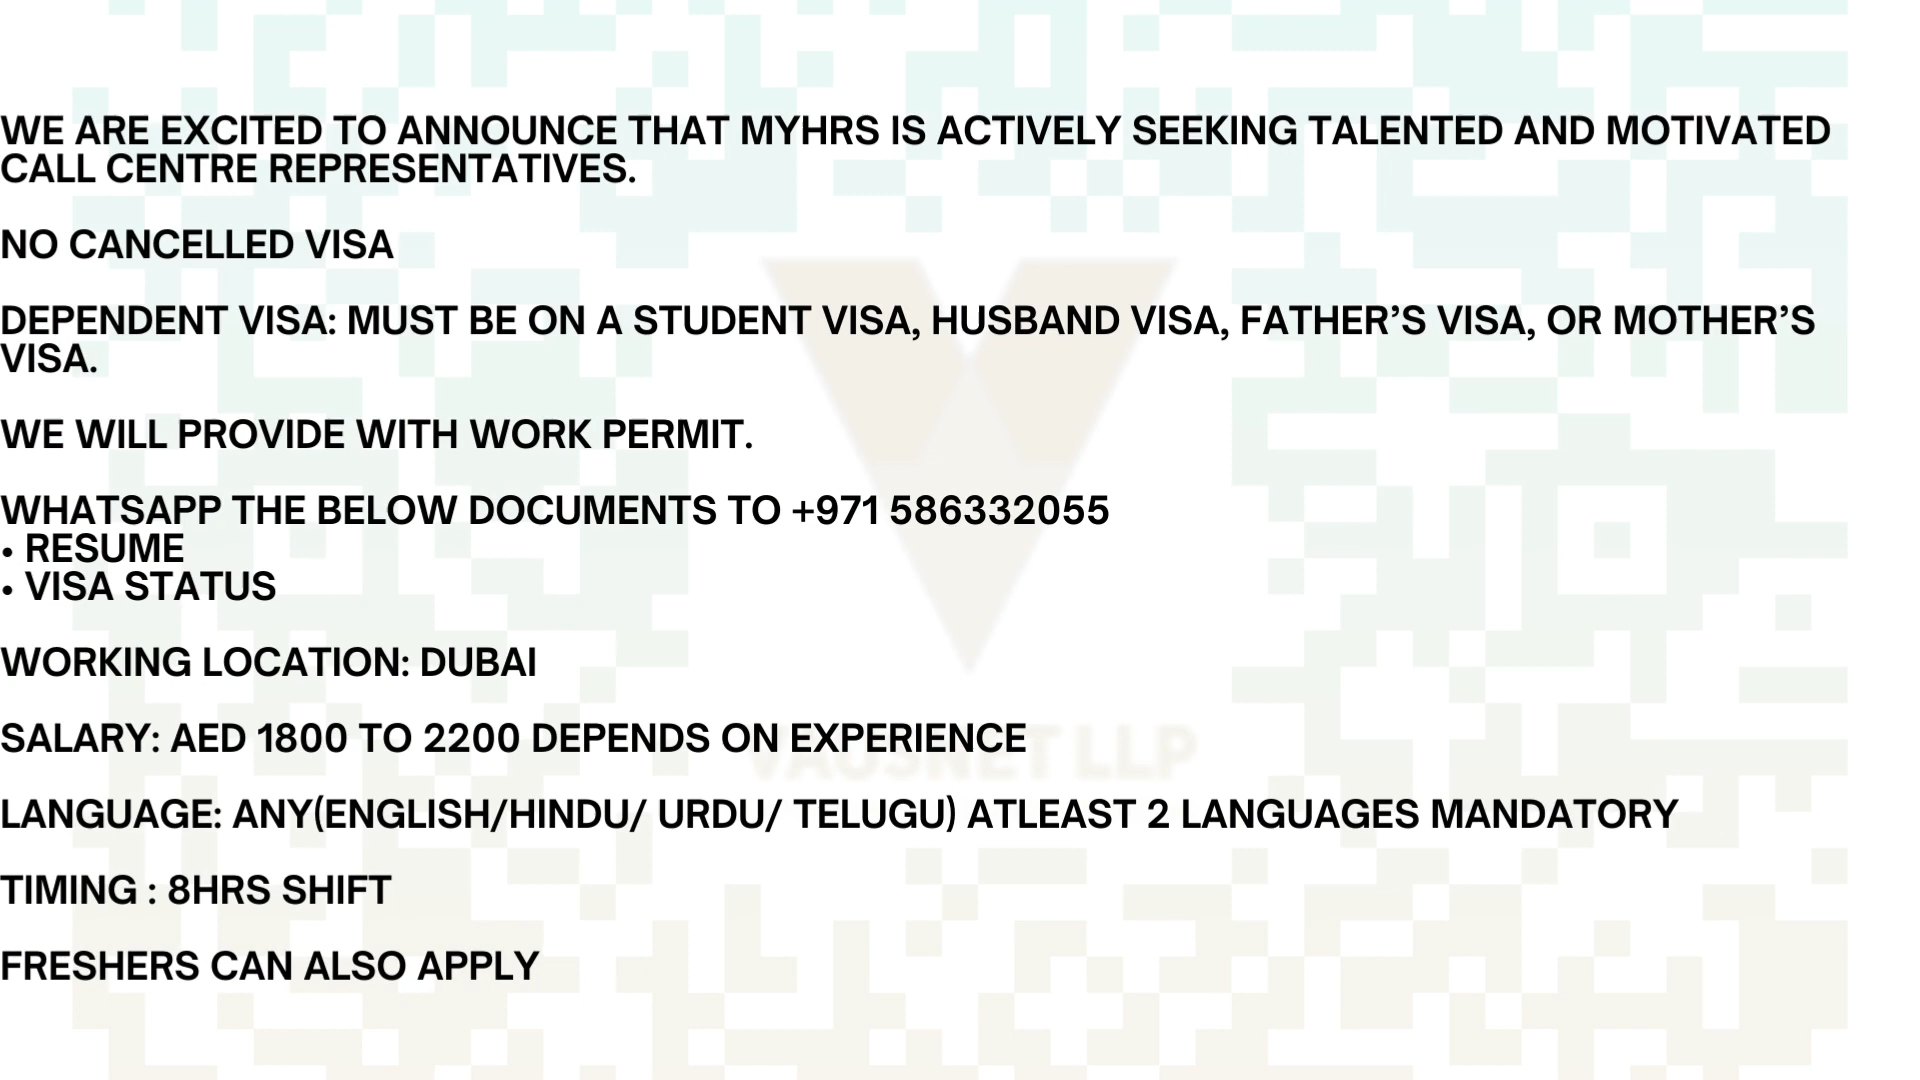 WE ARE EXCITED TO ANNOUNCE THAT MYHRS IS ACTIVELY SEEKING TALENTED AND MOTIVATED
CALL CENTRE REPRESENTATIVES.
NO CANCELLED VISA
DEPENDENT VISA: MUST BE ON A STUDENT VISA, HUSBAND VISA, FATHER’S VISA, OR MOTHER’S
VISA.
WE WILL PROVIDE WITH WORK PERMIT.
WHATSAPP THE BELOW DOCUMENTS TO +971 586332055
• RESUME
• VISA STATUS
WORKING LOCATION: DUBAI
SALARY: AED 1800 TO 2200 DEPENDS ON EXPERIENCE
VAUSNET LLP
LANGUAGE: ANY(ENGLISH/HINDU/ URDU/ TELUGU) ATLEAST 2 LANGUAGES MANDATORY
TIMING : 8HRS SHIFT
FRESHERS CAN ALSO APPLY